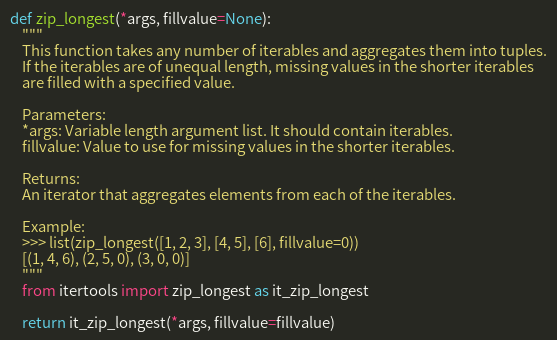 def zip_longest(*args, fillvalue=None):
"""
This function takes any number of iterables and aggregates them into tuples.
If the iterables are of unequal length, missing values in the shorter iterables
are filled with a specified value.
Parameters:
*args: Variable length argument list. It should contain iterables.
fillvalue: Value to use for missing values in the shorter iterables.
Returns:
An iterator that aggregates elements from each of the iterables.
Example:
>>> list(zip_longest([1, 2, 3], [4, 5], [6], fillvalue=0))
[(1, 4, 6), (2, 5, 0), (3, 0, 0)]
"""
from itertools import zip_longest as it_zip_longest
return it_zip_longest(*args, fillvalue=fillvalue)